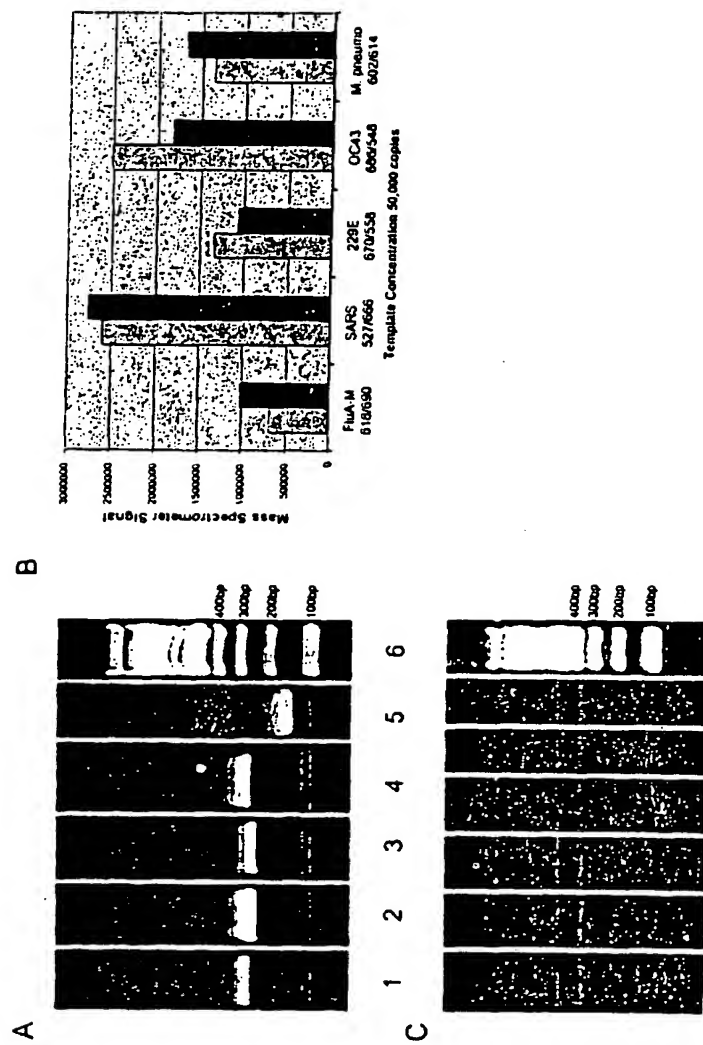 A
400bp
300bp
200bp
100bp
1 2 3 4 5 6
B
Mass Spectrometer Signal
3000000
2500000
2000000
1500000
1000000
500000
0
FluA-M SARS 229E OC43 M. pneumo
618/690 527/666 670/558 686/548 602/614
Template Concentration 50,000 copies
C
400bp
300bp
200bp
100bp